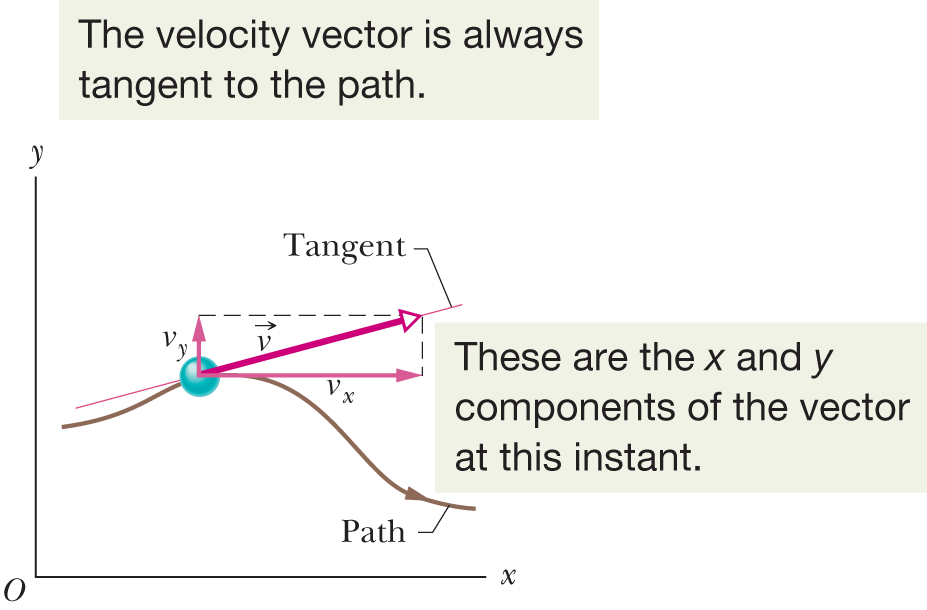 The velocity vector is always
tangent to the path.
y
Tangent
v⃗
v_y
These are the x and y
v_x
components of the vector
at this instant.
Path
x
O